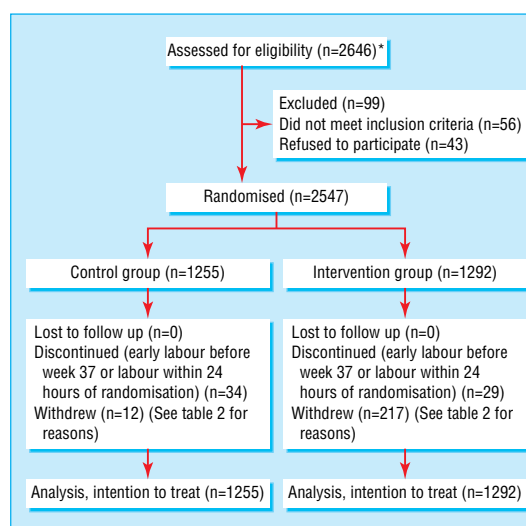 Assessed for eligibility (n=2646)*
Excluded (n=99)
Did not meet inclusion criteria (n=56)
Refused to participate (n=43)
Randomised (n=2547)
Control group (n=1255)
Lost to follow up (n=0)
Discontinued (early labour before
week 37 or labour within 24
hours of randomisation) (n=34)
Withdrew (n=12) (See table 2 for
reasons)
Analysis, intention to treat (n=1255)
Intervention group (n=1292)
Lost to follow up (n=0)
Discontinued (early labour before
week 37 or labour within 24
hours of randomisation) (n=29)
Withdrew (n=217) (See table 2 for
reasons)
Analysis, intention to treat (n=1292)